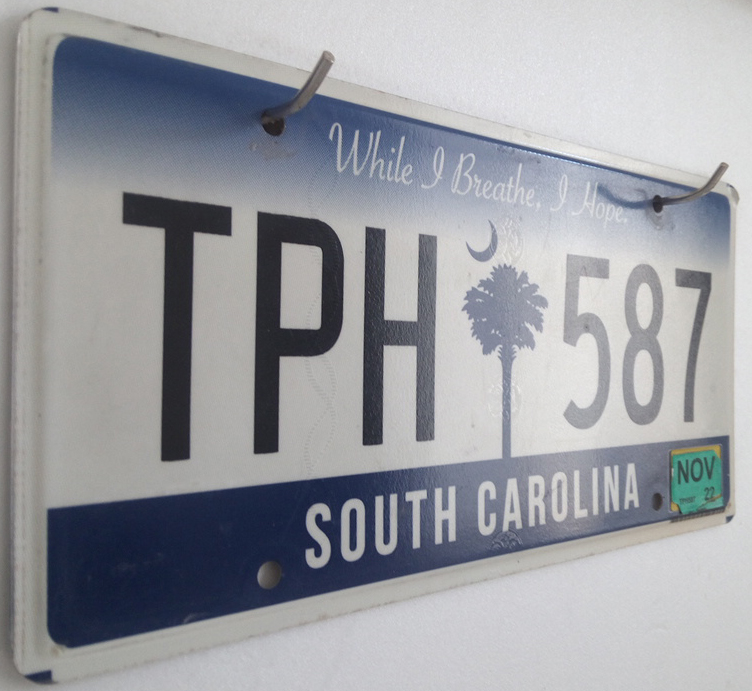 While I Breathe, I Hope.
TPH 587
SOUTH CAROLINA
NOV
22